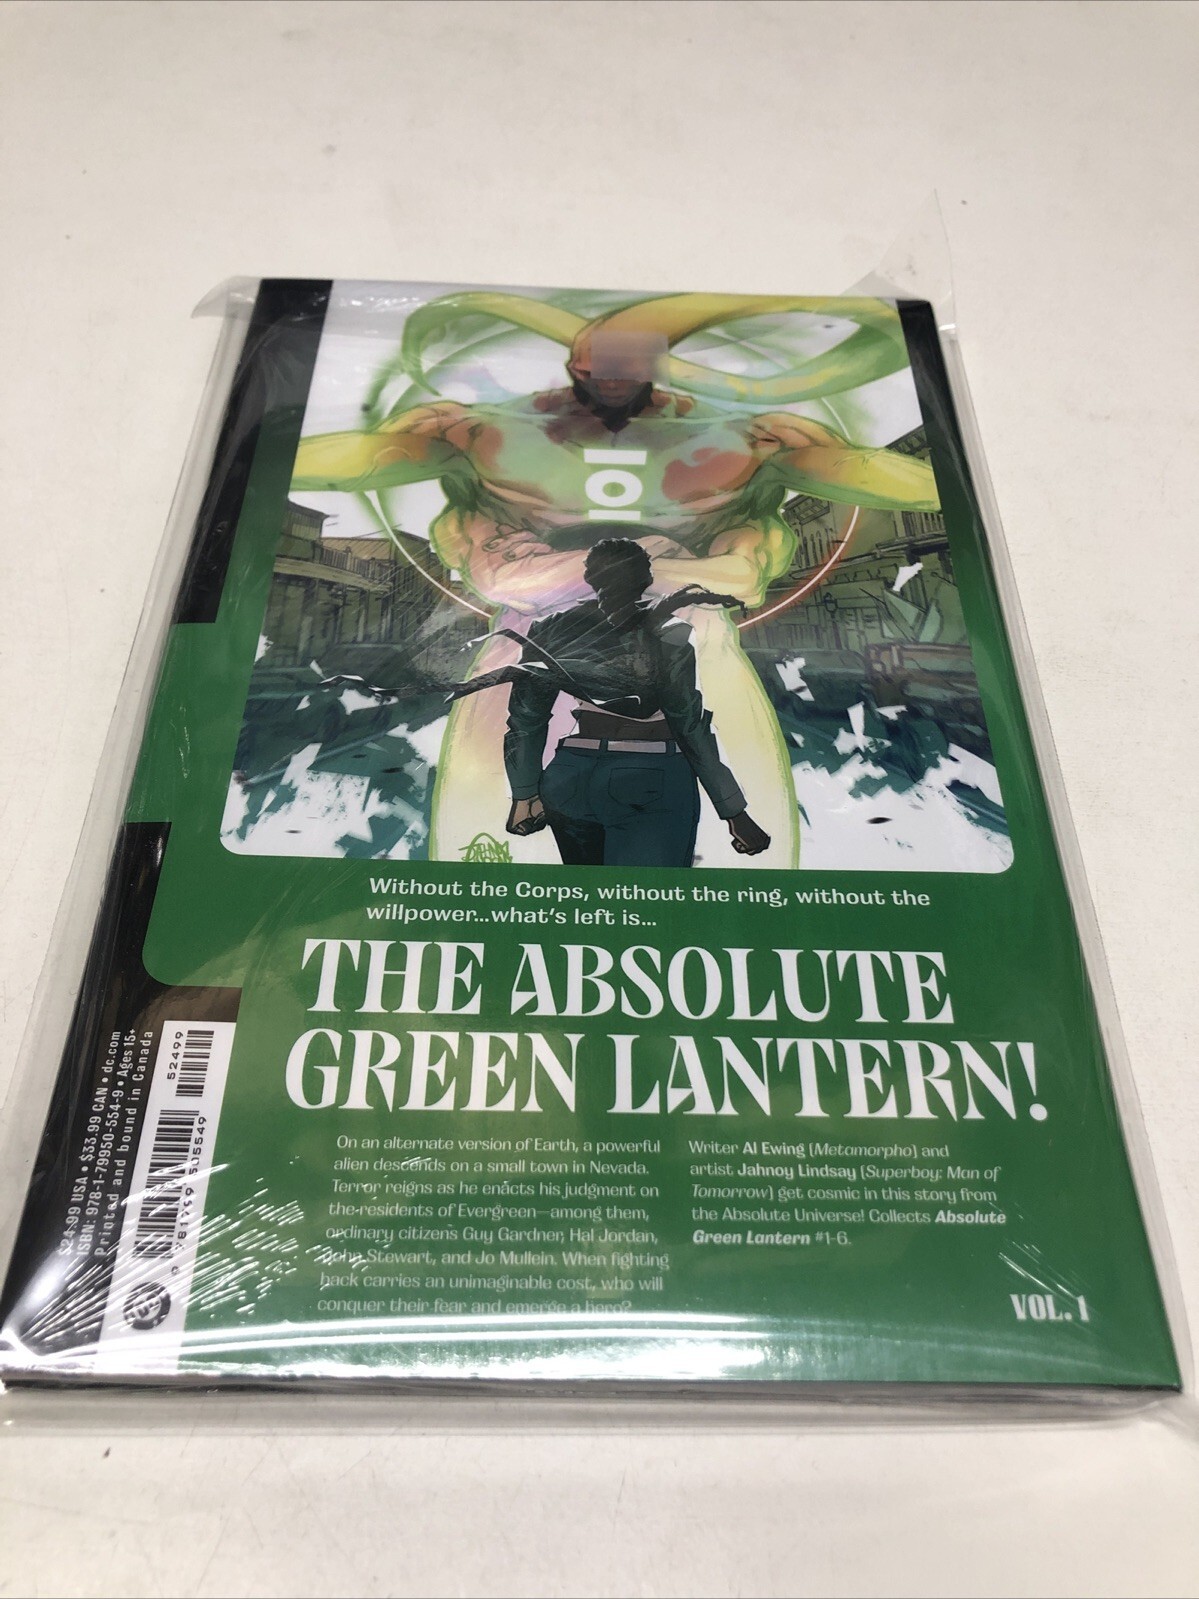 Without the Corps, without the ring, without the
willpower...what's left is...
THE ABSOLUTE
GREEN LANTERN!
On an alternate version of Earth, a powerful
alien descends on a small town in Nevada.
Terror reigns as he enacts his judgment on
the residents of Evergreen—among them,
ordinary citizens Guy Gardner, Hal Jordan,
John Stewart, and Jo Mullein. When fighting
back carries an unimaginable cost, who will
conquer their fear and emerge a hero?
Writer Al Ewing (Metamorpho) and
artist Jahnoy Lindsay (Superboy: Man of
Tomorrow) get cosmic in this story from
the Absolute Universe! Collects Absolute
Green Lantern #1-6.
VOL. 1
$24.99 USA • $33.99 CAN • dc.com
ISBN: 978-1-79950-554-9 • Ages 15+
Printed and bound in Canada
52499
9 781799 505549